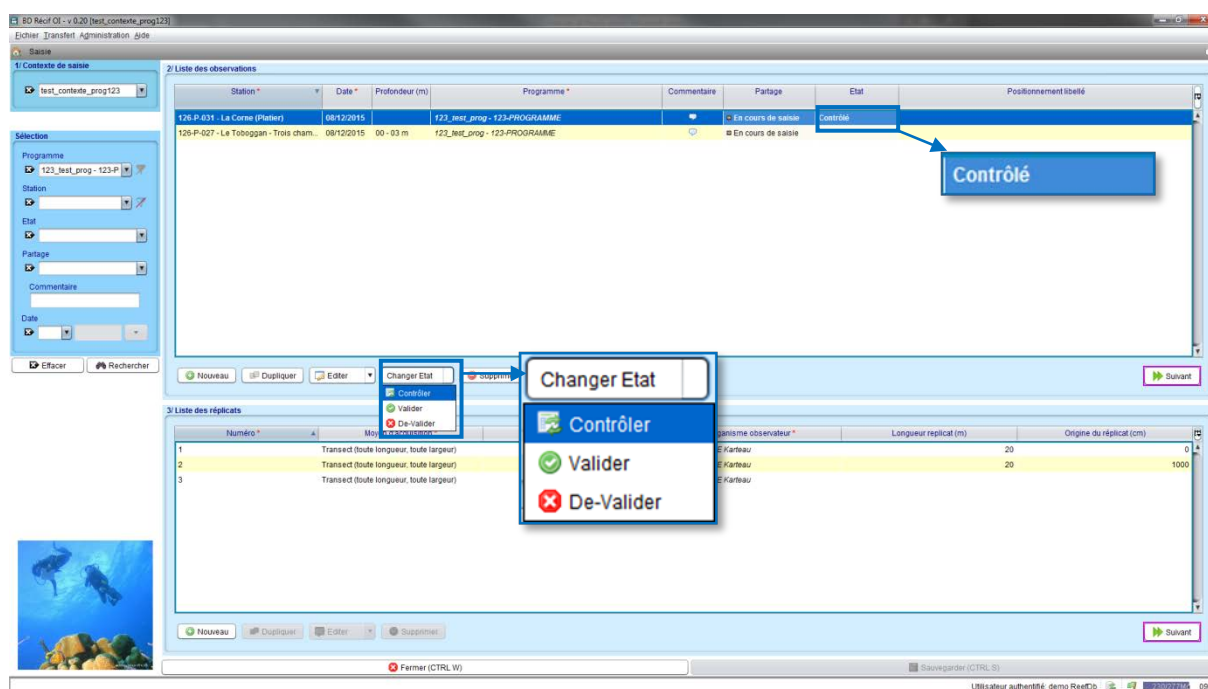 BD Récif OI - v 0.20 [test_contexte_prog123]
Fichier Transfert Administration Aide
Saisie
1/ Contexte de saisie
test_contexte_prog123
Sélection
Programme
123_test_prog - 123-P
Station
Etat
Partage
Commentaire
Date
Effacer Rechercher
2/ Liste des observations
Station * Date * Profondeur (m) Programme * Commentaire Partage Etat Positionnement libellé
126-P-031 - La Corne (Platier) 08/12/2015 123_test_prog - 123-PROGRAMME En cours de saisie Contrôlé
126-P-027 - Le Toboggan - Trois cham... 08/12/2015 00 - 03 m 123_test_prog - 123-PROGRAMME En cours de saisie
Contrôlé
Nouveau Dupliquer Editer Changer Etat Suivant
Contrôler
Valider
De-Valider
Changer Etat
Contrôler
Valider
De-Valider
3/ Liste des réplicats
Numéro * observateur * Longueur replicat (m) Origine du réplicat (cm)
1 Transect (toute longueur, toute largeur) Karteau 20 0
2 Transect (toute longueur, toute largeur) Karteau 20 1000
3 Transect (toute longueur, toute largeur) Karteau
Nouveau Dupliquer Editer Supprimer Suivant
Fermer (CTRL W) Sauvegarder (CTRL S)
Utilisateur authentifié: demo ReefDb 09